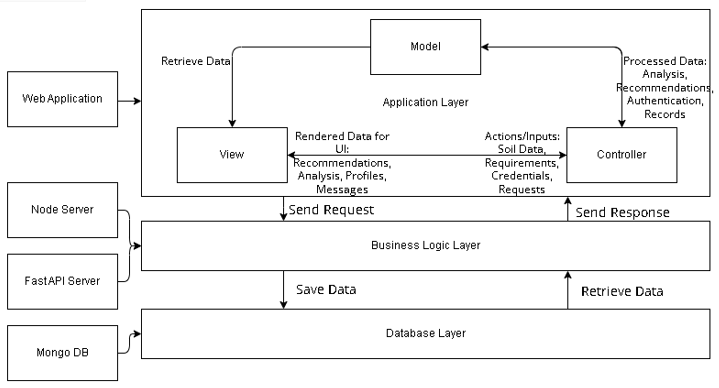 Model
Retrieve Data
Processed Data:
Analysis,
Recommendations,
Authentication,
Records
Web Application
Application Layer
View
Rendered Data for
UI:
Recommendations,
Analysis, Profiles,
Messages
Actions/Inputs:
Soil Data,
Requirements,
Credentials,
Requests
Controller
Node Server
Send Request
Send Response
Business Logic Layer
FastAPI Server
Save Data
Retrieve Data
Database Layer
Mongo DB